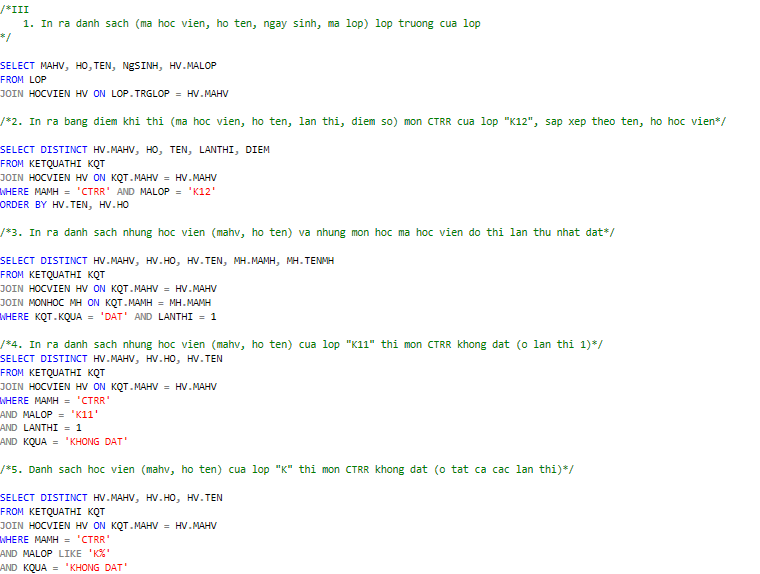 /*III
1. In ra danh sach (ma hoc vien, ho ten, ngay sinh, ma lop) lop truong cua lop
*/
SELECT MAHV, HO,TEN, NgSINH, HV.MALOP
FROM LOP
JOIN HOCVIEN HV ON LOP.TRGLOP = HV.MAHV
/*2. In ra bang diem khi thi (ma hoc vien, ho ten, lan thi, diem so) mon CTRR cua lop "K12", sap xep theo ten, ho hoc vien*/
SELECT DISTINCT HV.MAHV, HO, TEN, LANTHI, DIEM
FROM KETQUATHI KQT
JOIN HOCVIEN HV ON KQT.MAHV = HV.MAHV
WHERE MAMH = 'CTRR' AND MALOP = 'K12'
ORDER BY HV.TEN, HV.HO
/*3. In ra danh sach nhung hoc vien (mahv, ho ten) va nhung mon hoc ma hoc vien do thi lan thu nhat dat*/
SELECT DISTINCT HV.MAHV, HV.HO, HV.TEN, MH.MAMH, MH.TENMH
FROM KETQUATHI KQT
JOIN HOCVIEN HV ON KQT.MAHV = HV.MAHV
JOIN MONHOC MH ON KQT.MAMH = MH.MAMH
WHERE KQT.KQUA = 'DAT' AND LANTHI = 1
/*4. In ra danh sach nhung hoc vien (mahv, ho ten) cua lop "K11" thi mon CTRR khong dat (o lan thi 1)*/
SELECT DISTINCT HV.MAHV, HV.HO, HV.TEN
FROM KETQUATHI KQT
JOIN HOCVIEN HV ON KQT.MAHV = HV.MAHV
WHERE MAMH = 'CTRR'
AND MALOP = 'K11'
AND LANTHI = 1
AND KQUA = 'KHONG DAT'
/*5. Danh sach hoc vien (mahv, ho ten) cua lop "K" thi mon CTRR khong dat (o tat ca cac lan thi)*/
SELECT DISTINCT HV.MAHV, HV.HO, HV.TEN
FROM KETQUATHI KQT
JOIN HOCVIEN HV ON KQT.MAHV = HV.MAHV
WHERE MAMH = 'CTRR'
AND MALOP LIKE 'K%'
AND KQUA = 'KHONG DAT'